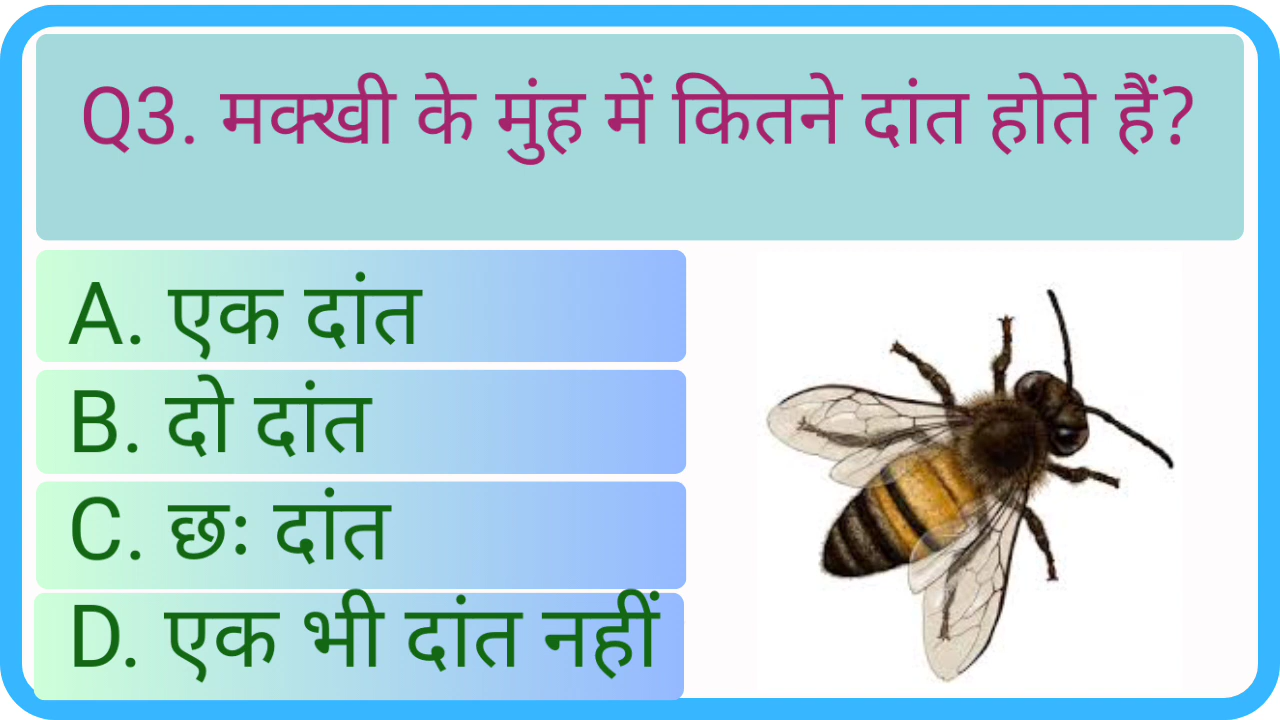 Q3. मक्खी के मुंह में कितने दांत होते हैं?
A. एक दांत
B. दो दांत
C. छः दांत
D. एक भी दांत नहीं